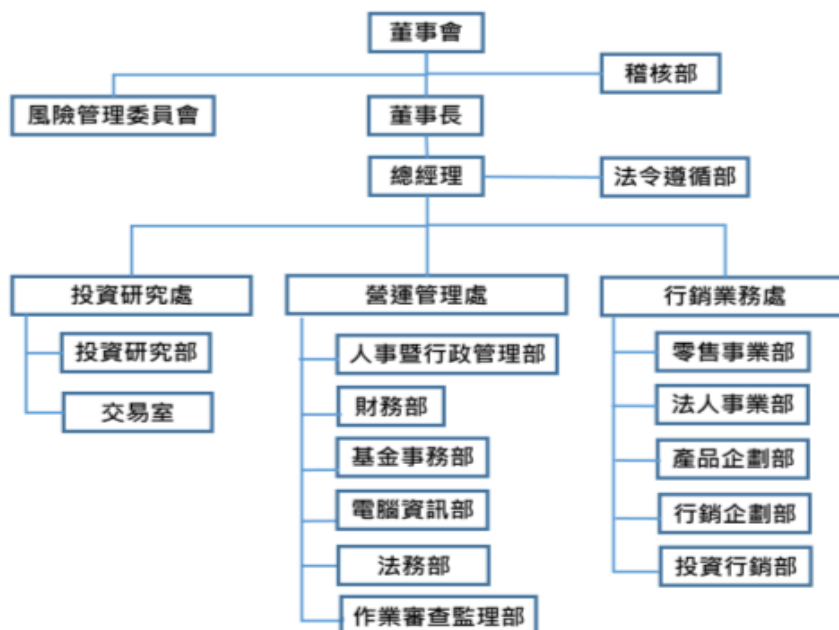 董事會
稽核部
風險管理委員會
董事長
總經理
法令遵循部
投資研究處
營運管理處
行銷業務處
投資研究部
交易室
人事暨行政管理部
財務部
基金事務部
電腦資訊部
法務部
作業審查監理部
零售事業部
法人事業部
產品企劃部
行銷企劃部
投資行銷部